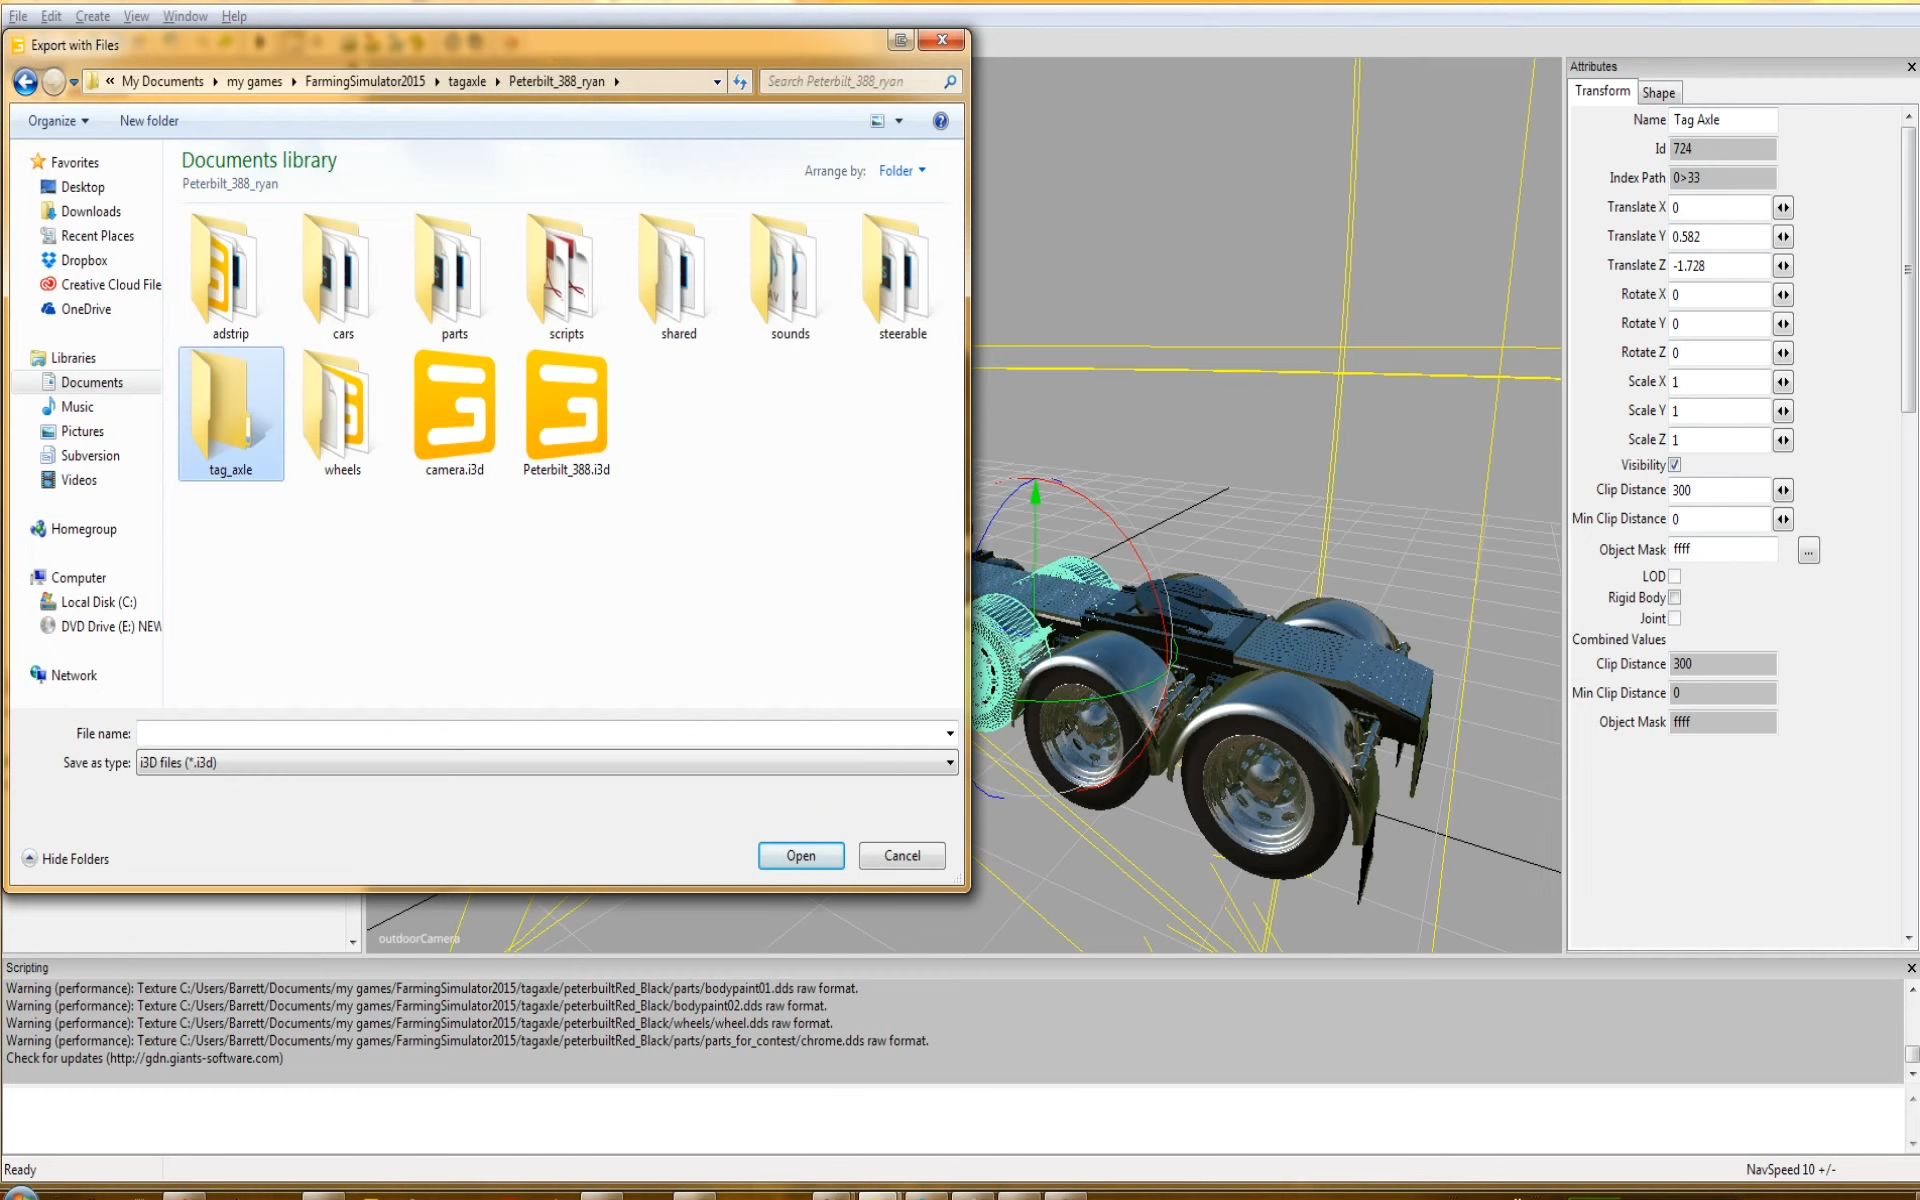 File Edit Create View Window Help
Export with Files
« My Documents ▸ my games ▸ FarmingSimulator2015 ▸ tagaxle ▸ Peterbilt_388_ryan ▸
Search Peterbilt_388_ryan
Organize New folder
Favorites
Desktop
Downloads
Recent Places
Dropbox
Creative Cloud File
OneDrive
Libraries
Documents
Music
Pictures
Subversion
Videos
Homegroup
Computer
Local Disk (C:)
DVD Drive (E:) NEW
Network
Documents library
Peterbilt_388_ryan
Arrange by: Folder
adstrip cars parts scripts shared sounds steerable
tag_axle wheels camera.i3d Peterbilt_388.i3d
File name:
Save as type: i3D files (*.i3d)
Hide Folders
Open Cancel
outdoorCamera
Attributes
Transform Shape
Name Tag Axle
Id 724
Index Path 0>33
Translate X 0
Translate Y 0.582
Translate Z -1.728
Rotate X 0
Rotate Y 0
Rotate Z 0
Scale X 1
Scale Y 1
Scale Z 1
Visibility
Clip Distance 300
Min Clip Distance 0
Object Mask ffff ...
LOD
Rigid Body
Joint
Combined Values
Clip Distance 300
Min Clip Distance 0
Object Mask ffff
Scripting
Warning (performance): Texture C:/Users/Barrett/Documents/my games/FarmingSimulator2015/tagaxle/peterbuiltRed_Black/parts/bodypaint01.dds raw format.
Warning (performance): Texture C:/Users/Barrett/Documents/my games/FarmingSimulator2015/tagaxle/peterbuiltRed_Black/bodypaint02.dds raw format.
Warning (performance): Texture C:/Users/Barrett/Documents/my games/FarmingSimulator2015/tagaxle/peterbuiltRed_Black/wheels/wheel.dds raw format.
Warning (performance): Texture C:/Users/Barrett/Documents/my games/FarmingSimulator2015/tagaxle/peterbuiltRed_Black/parts/parts_for_contest/chrome.dds raw format.
Check for updates (http://gdn.giants-software.com)
Ready
NavSpeed 10 +/-